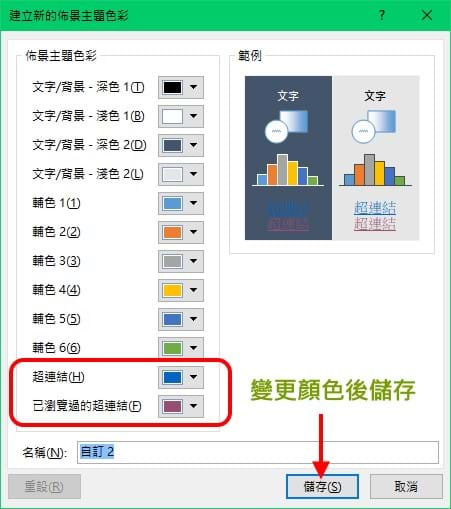 建立新的佈景主題色彩
佈景主題色彩
文字/背景 - 深色 1(T)
文字/背景 - 淺色 1(B)
文字/背景 - 深色 2(D)
文字/背景 - 淺色 2(L)
輔色 1(1)
輔色 2(2)
輔色 3(3)
輔色 4(4)
輔色 5(5)
輔色 6(6)
超連結(H)
已瀏覽過的超連結(F)
範例
文字
文字
超連結
超連結
超連結
超連結
變更顏色後儲存
名稱(N):
自訂 2
重設(R)
儲存(S)
取消